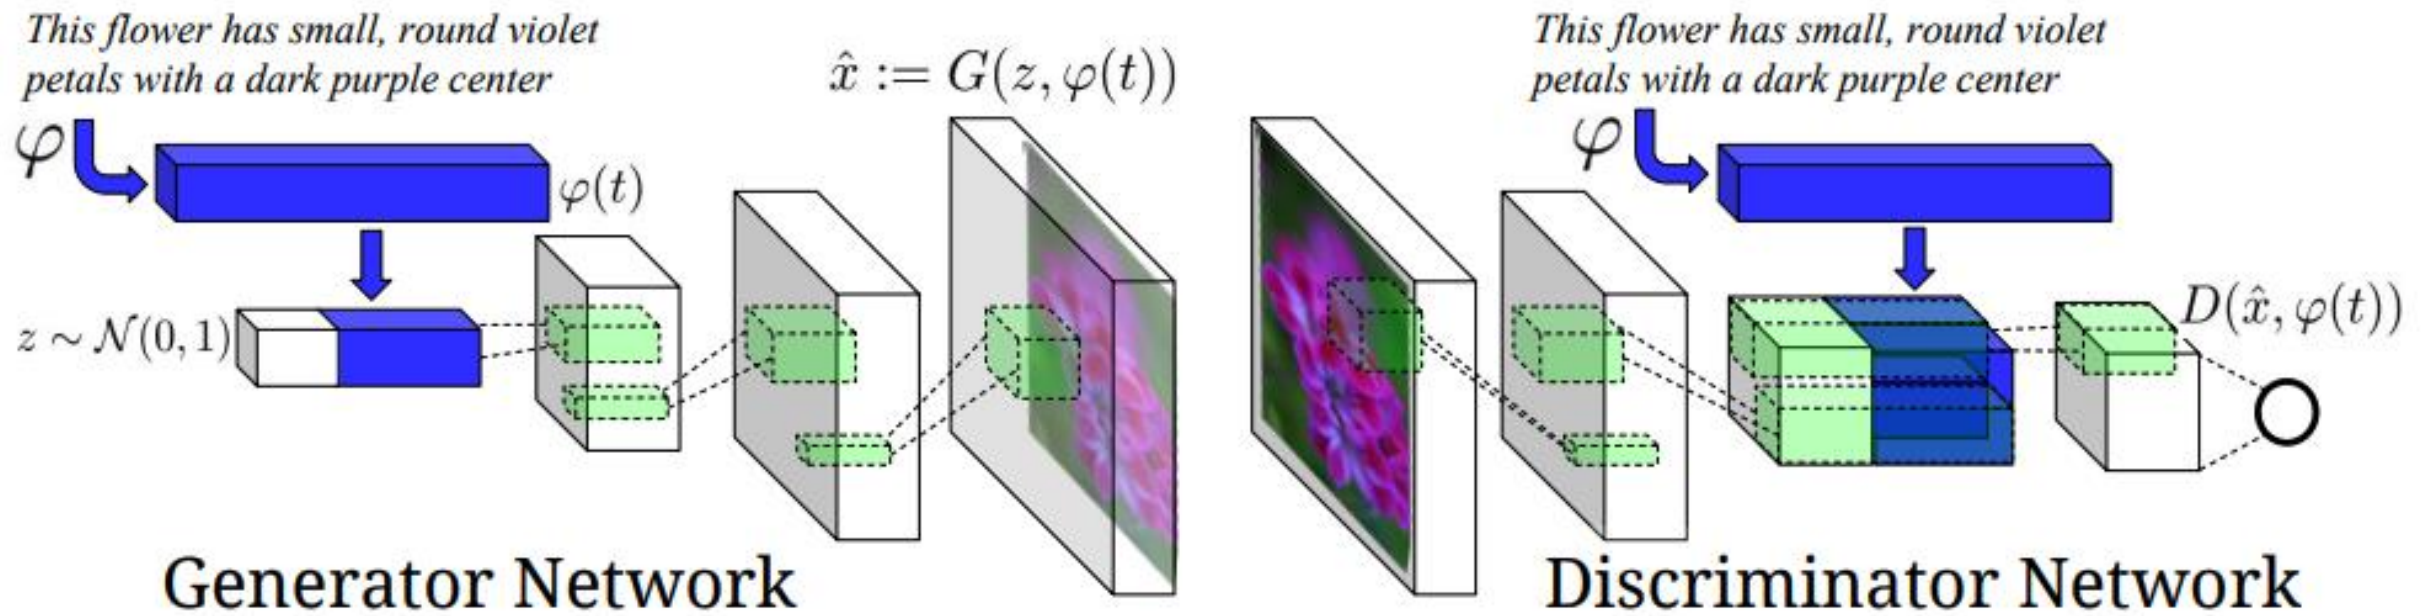 This flower has small, round violet
petals with a dark purple center
φ
φ(t)
z ~ 𝒩(0, 1)
x̂ := G(z, φ(t))
Generator Network
This flower has small, round violet
petals with a dark purple center
φ
D(x̂, φ(t))
Discriminator Network